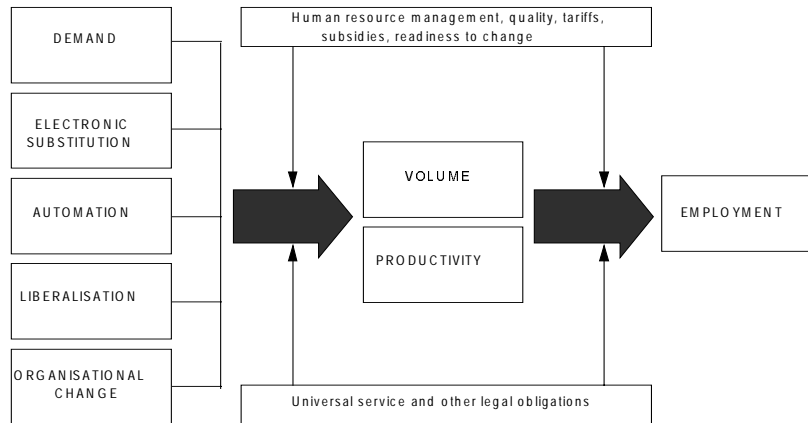 DEMAND
ELECTRONIC
SUBSTITUTION
AUTOMATION
LIBERALISATION
ORGANISATIONAL
CHANGE
Human resource management, quality, tariffs,
subsidies, readiness to change
VOLUME
PRODUCTIVITY
Universal service and other legal obligations
EMPLOYMENT